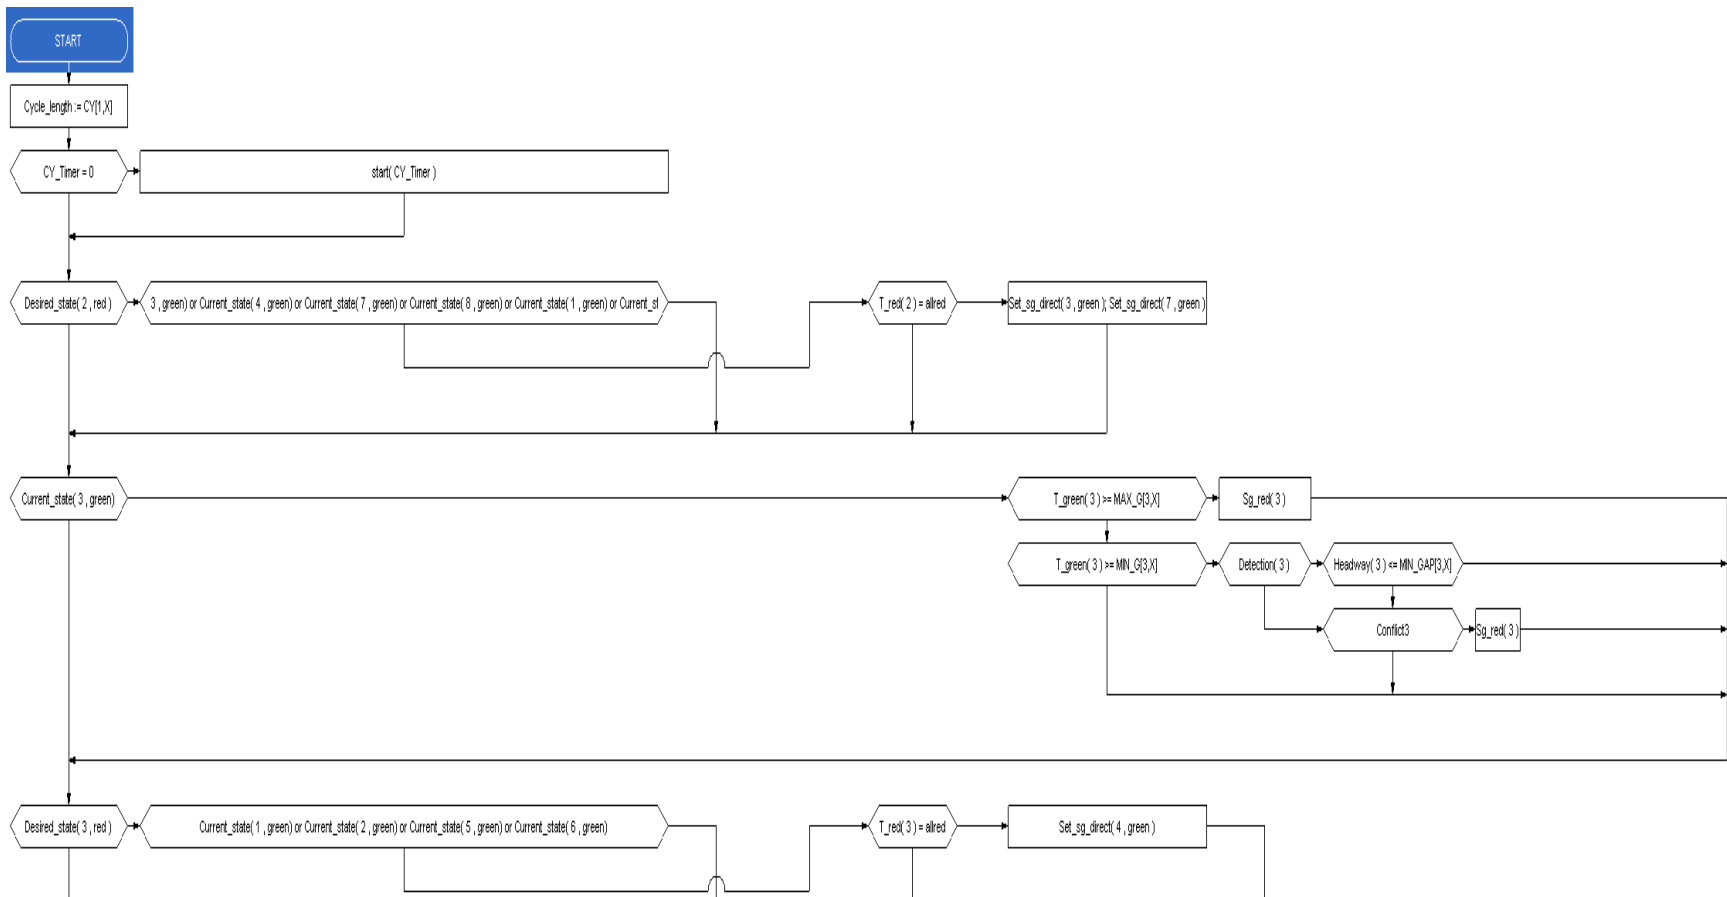 START
Cycle_length := CY[1,X]
CY_Timer = 0
start( CY_Timer )
Desired_state( 2 , red )
3 , green) or Current_state( 4 , green) or Current_state( 7 , green) or Current_state( 8 , green) or Current_state( 1 , green) or Current_st
T_red( 2 ) = allred
Set_sg_direct( 3 , green ); Set_sg_direct( 7 , green )
Current_state( 3 , green)
T_green( 3 ) >= MAX_G[3,X]
Sg_red( 3 )
T_green( 3 ) >= MIN_G[3,X]
Detection( 3 )
Headway( 3 ) <= MIN_GAP[3,X]
Conflict3
Sg_red( 3 )
Desired_state( 3 , red )
Current_state( 1 , green) or Current_state( 2 , green) or Current_state( 5 , green) or Current_state( 6 , green)
T_red( 3 ) = allred
Set_sg_direct( 4 , green )